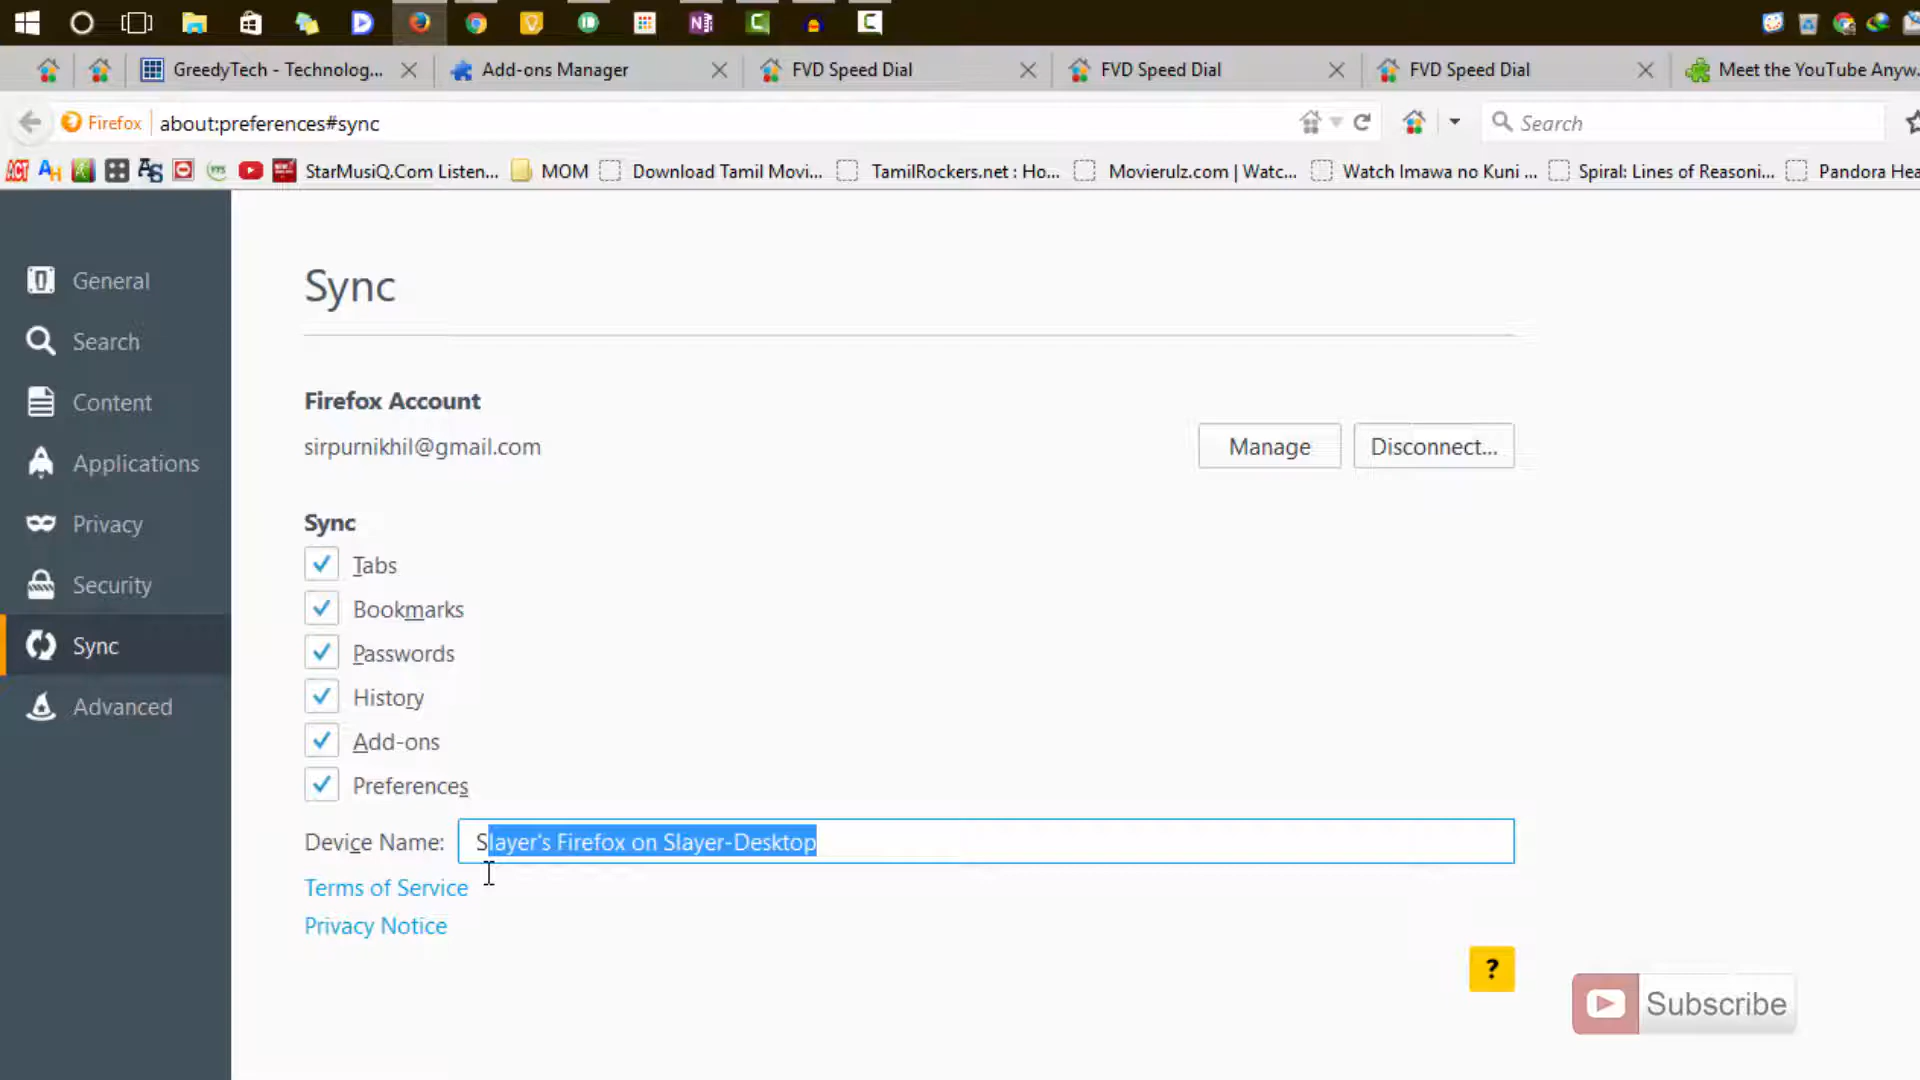 GreedyTech - Technolog...
Add-ons Manager
FVD Speed Dial
FVD Speed Dial
FVD Speed Dial
Meet the YouTube Anyw...
Firefox
about:preferences#sync
Search
StarMusiQ.Com Listen...
MOM
Download Tamil Movi...
TamilRockers.net : Ho...
Movierulz.com | Watc...
Watch Imawa no Kuni ...
Spiral: Lines of Reasoni...
Pandora Hea
General
Search
Content
Applications
Privacy
Security
Sync
Advanced
Sync
Firefox Account
sirpurnikhil@gmail.com
Manage
Disconnect...
Sync
Tabs
Bookmarks
Passwords
History
Add-ons
Preferences
Device Name: Slayer's Firefox on Slayer-Desktop
Terms of Service
Privacy Notice
?
Subscribe